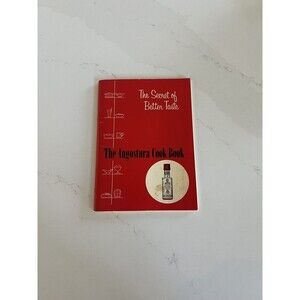 The Secret of
Better Taste
The Angostura Cook Book